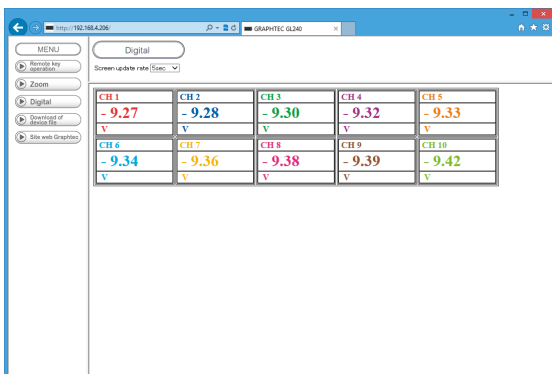 http://192.168.4.206/
GRAPHTEC GL240
MENU
Remote key
operation
Zoom
Digital
Download of
device file
Site web Graphtec
Digital
Screen update rate 5sec
CH 1 CH 2 CH 3 CH 4 CH 5
- 9.27 - 9.28 - 9.30 - 9.32 - 9.33
V V V V V
CH 6 CH 7 CH 8 CH 9 CH 10
- 9.34 - 9.36 - 9.38 - 9.39 - 9.42
V V V V V